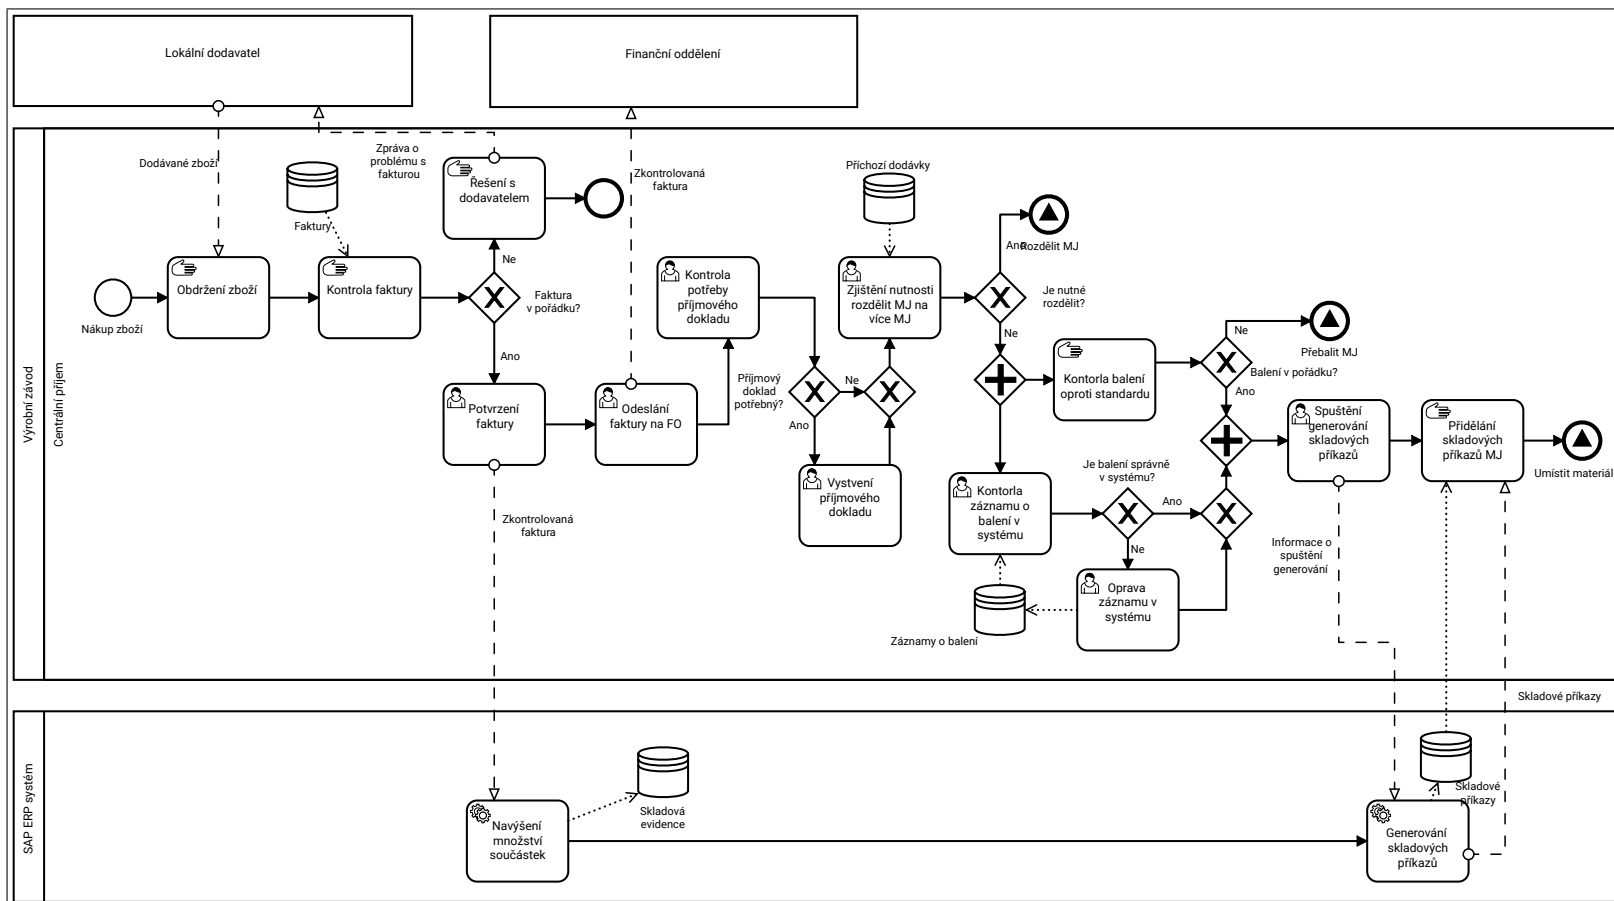 Lokální dodavatel
Finanční oddělení
Výrobní závod
Centrální příjem
Dodávané zboží
Zpráva o
problému s
fakturou
Faktury
Řešení s
dodavatelem
Zkontrolovaná
faktura
Příchozí dodávky
Ano
Rozdělit MJ
Ne
Nákup zboží
Obdržení zboží
Kontrola faktury
Faktura
v pořádku?
Kontrola
potřeby
příjmového
dokladu
Zjištění nutnosti
rozdělit MJ na
více MJ
Je nutné
rozdělit?
Ne
Ne
Přebalit MJ
Ano
Potvrzení
faktury
Odeslání
faktury na FO
Příjmový
doklad
potřebný?
Ne
Ano
Kontorla balení
oproti standardu
Balení v pořádku?
Ano
Vystvení
příjmového
dokladu
Kontorla
záznamu o
balení v
systému
Je balení správně
v systému?
Ano
Ne
Spuštění
generování
skladových
příkazů
Přidělání
skladových
příkazů MJ
Umístit materiál
Zkontrolovaná
faktura
Informace o
spuštění
generování
Oprava
záznamu v
systému
Záznamy o balení
Skladové příkazy
SAP ERP systém
Navýšení
množství
součástek
Skladová
evidence
Skladové
příkazy
Generování
skladových
příkazů